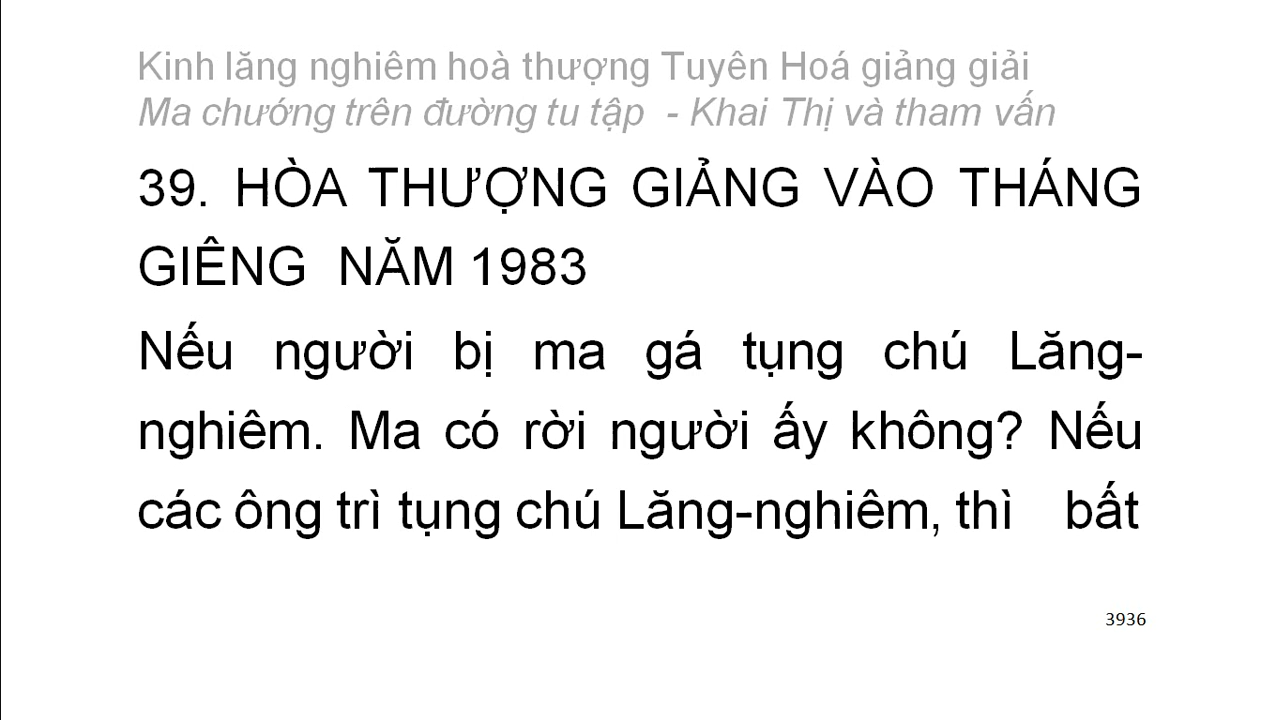 Kinh lăng nghiêm hoà thượng Tuyên Hoá giảng giải
Ma chướng trên đường tu tập - Khai Thị và tham vấn
39. HÒA THƯỢNG GIẢNG VÀO THÁNG
GIÊNG NĂM 1983
Nếu người bị ma gá tụng chú Lăng-
nghiêm. Ma có rời người ấy không? Nếu
các ông trì tụng chú Lăng-nghiêm, thì bất
3936